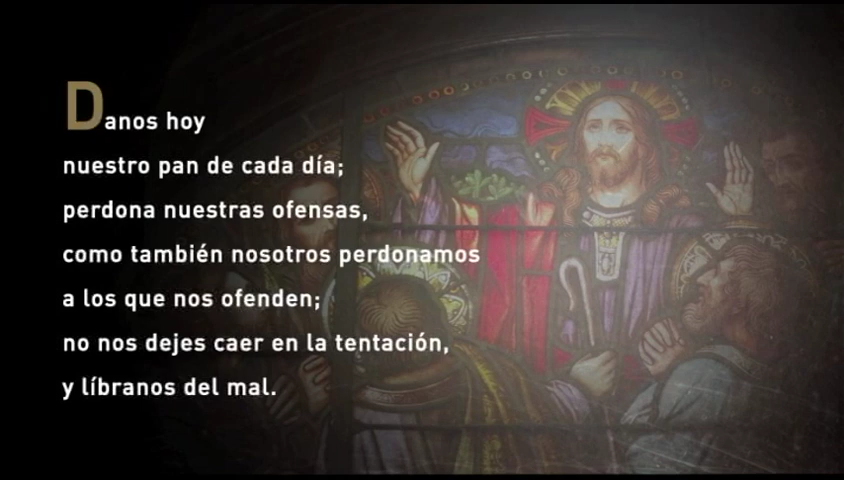 Danos hoy
nuestro pan de cada día;
perdona nuestras ofensas,
como también nosotros perdonamos
a los que nos ofenden;
no nos dejes caer en la tentación,
y líbranos del mal.